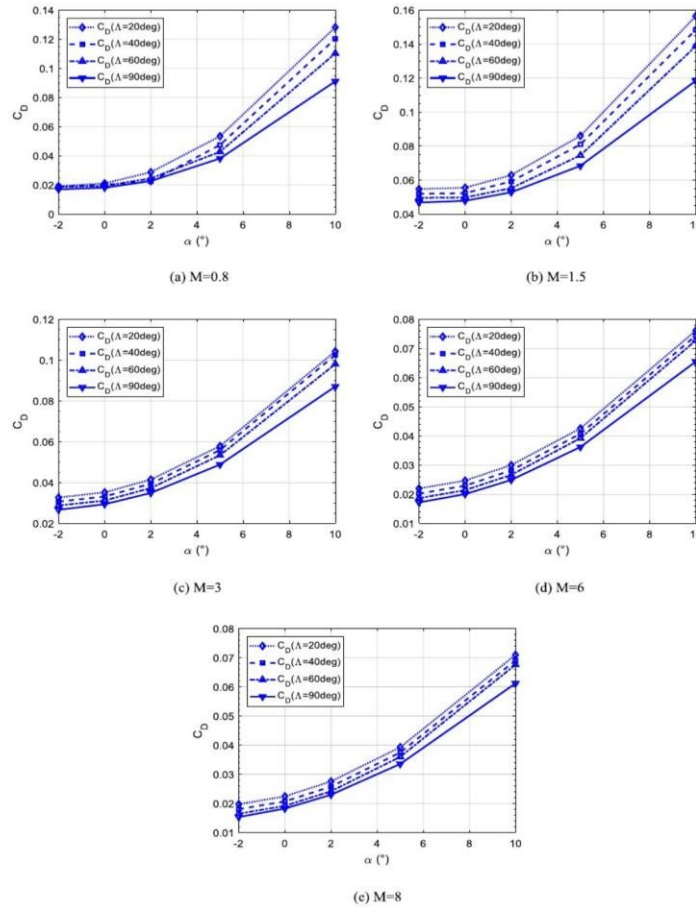 0.14
0.12
0.1
0.08
0.06
0.04
0.02
0
C_D
C_D(Λ=20deg)
C_D(Λ=40deg)
C_D(Λ=60deg)
C_D(Λ=90deg)
-2 0 2 4 6 8 10
α (°)
(a) M=0.8
0.16
0.14
0.12
0.1
0.08
0.06
0.04
C_D
C_D(Λ=20deg)
C_D(Λ=40deg)
C_D(Λ=60deg)
C_D(Λ=90deg)
-2 0 2 4 6 8 10
α (°)
(b) M=1.5
0.12
0.1
0.08
0.06
0.04
0.02
C_D
C_D(Λ=20deg)
C_D(Λ=40deg)
C_D(Λ=60deg)
C_D(Λ=90deg)
-2 0 2 4 6 8 10
α (°)
(c) M=3
0.08
0.07
0.06
0.05
0.04
0.03
0.02
0.01
C_D
C_D(Λ=20deg)
C_D(Λ=40deg)
C_D(Λ=60deg)
C_D(Λ=90deg)
-2 0 2 4 6 8 10
α (°)
(d) M=6
0.08
0.07
0.06
0.05
0.04
0.03
0.02
0.01
C_D
C_D(Λ=20deg)
C_D(Λ=40deg)
C_D(Λ=60deg)
C_D(Λ=90deg)
-2 0 2 4 6 8 10
α (°)
(e) M=8